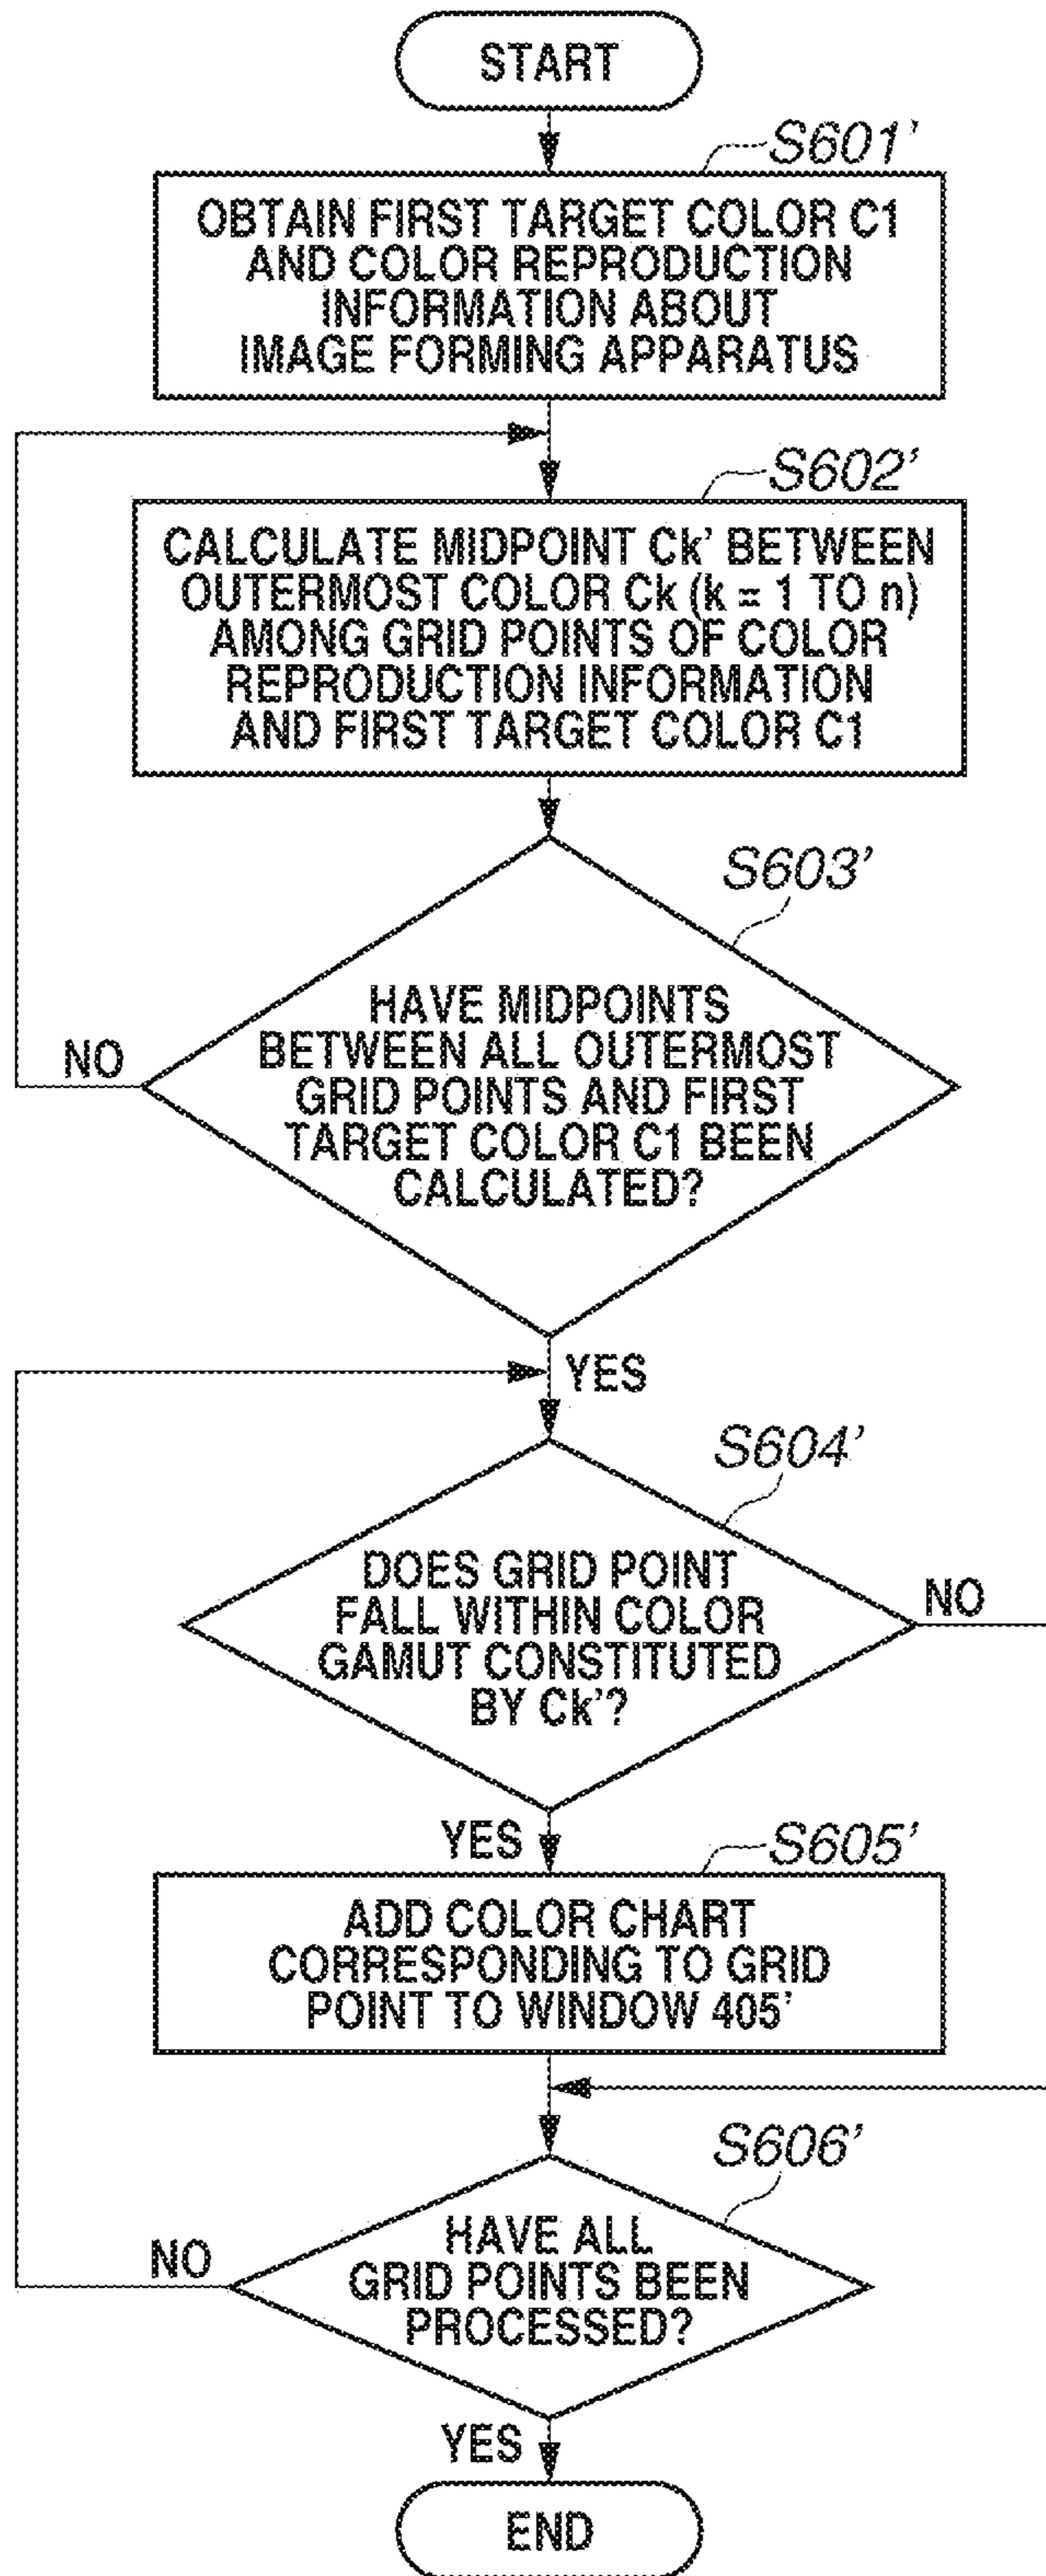 START
S601'
OBTAIN FIRST TARGET COLOR C1
AND COLOR REPRODUCTION
INFORMATION ABOUT
IMAGE FORMING APPARATUS
S602'
CALCULATE MIDPOINT Ck' BETWEEN
OUTERMOST COLOR Ck (k = 1 TO n)
AMONG GRID POINTS OF COLOR
REPRODUCTION INFORMATION
AND FIRST TARGET COLOR C1
S603'
HAVE MIDPOINTS
BETWEEN ALL OUTERMOST
GRID POINTS AND FIRST
TARGET COLOR C1 BEEN
CALCULATED?
NO
YES
S604'
DOES GRID POINT
FALL WITHIN COLOR
GAMUT CONSTITUTED
BY Ck'?
NO
YES
S605'
ADD COLOR CHART
CORRESPONDING TO GRID
POINT TO WINDOW 405'
S606'
HAVE ALL
GRID POINTS BEEN
PROCESSED?
NO
YES
END